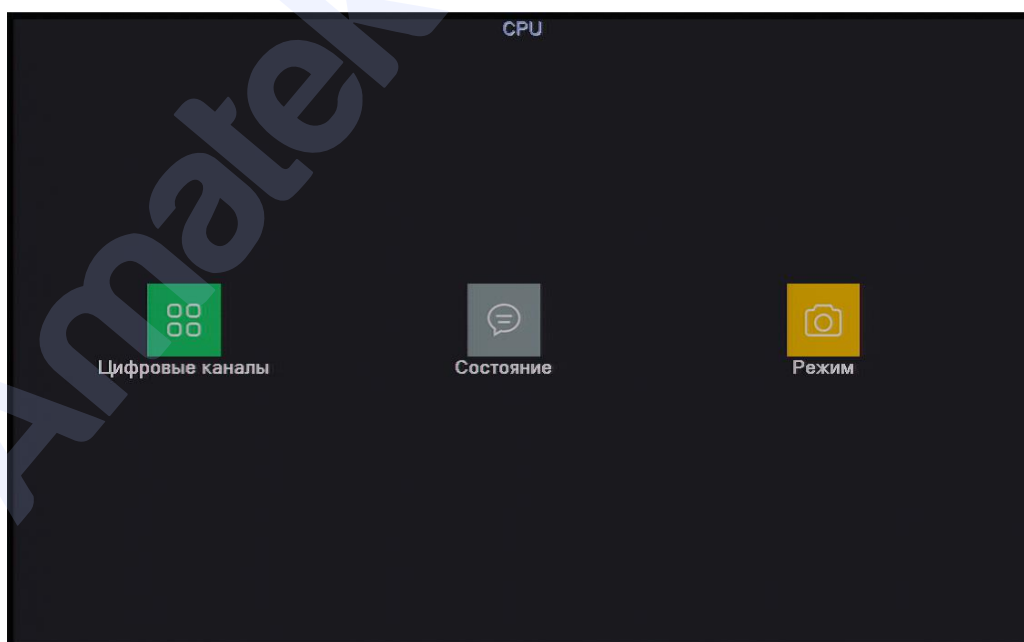 CPU
Цифровые каналы
Состояние
Режим
Amatek